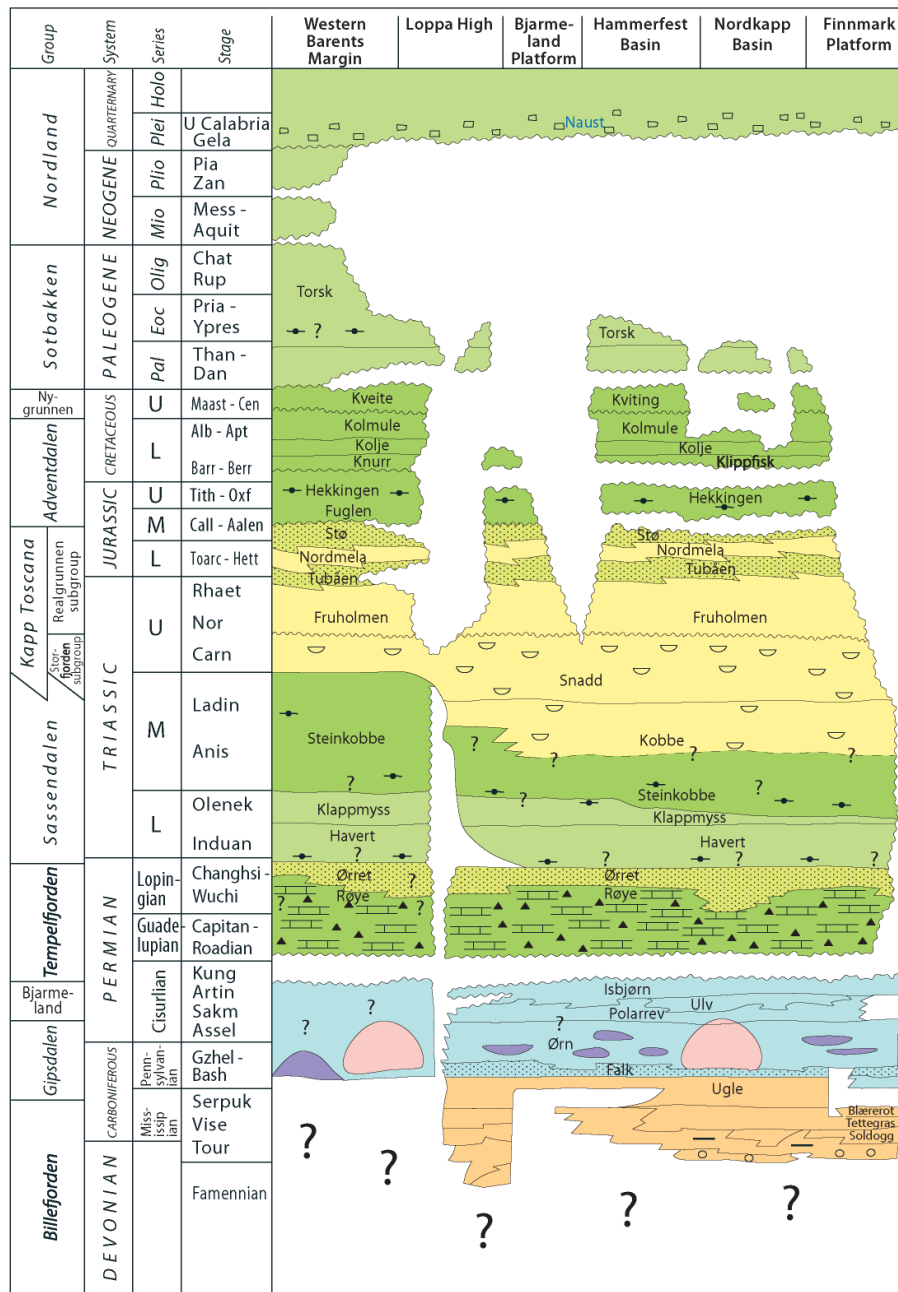 Group
System
Series
Stage
Western
Barents
Margin
Loppa High
Bjarme-
land
Platform
Hammerfest
Basin
Nordkapp
Basin
Finnmark
Platform
Nordland
Sotbakken
Ny-
grunnen
Adventdalen
Kapp Toscana
Realgrunnen
subgroup
Stor-
fjorden
subgroup
Sassendalen
Tempelfjorden
Bjarme-
land
Gipsdalen
Billefjorden
QUARTERNARY
NEOGENE
PALEOGENE
CRETACEOUS
JURASSIC
TRIASSIC
PERMIAN
CARBONIFEROUS
DEVONIAN
Holo
Plei
Plio
Mio
Olig
Eoc
Pal
U
L
U
M
L
U
M
L
Lopin-
gian
Guade-
lupian
Cisurlian
Penn-
sylvan-
ian
Miss-
issip
ian
U Calabria
Gela
Pia
Zan
Mess -
Aquit
Chat
Rup
Pria -
Ypres
Than -
Dan
Maast - Cen
Alb - Apt
Barr - Berr
Tith - Oxf
Call - Aalen
Toarc - Hett
Rhaet
Nor
Carn
Ladin
Anis
Olenek
Induan
Changhsi -
Wuchi
Capitan -
Roadian
Kung
Artin
Sakm
Assel
Gzhel -
Bash
Serpuk
Vise
Tour
Famennian
Naust
Torsk
?
Torsk
Kveite
Kviting
Kolmule
Kolmule
Kolje
Kolje
Knurr
Klippfisk
Hekkingen
Hekkingen
Fuglen
Stø
Stø
Nordmela
Nordmela
Tubåen
Tubåen
Fruholmen
Fruholmen
Snadd
Kobbe
Steinkobbe
?
?
?
?
?
?
?
Steinkobbe
Klappmyss
Klappmyss
Havert
Havert
?
?
?
?
?
Ørret
?
Ørret
Røye
Røye
?
?
Isbjørn
Ulv
Polarrev
?
?
Ørn
Falk
Ugle
Blærerot
Tettegras
Soldogg
?
?
?
?
?